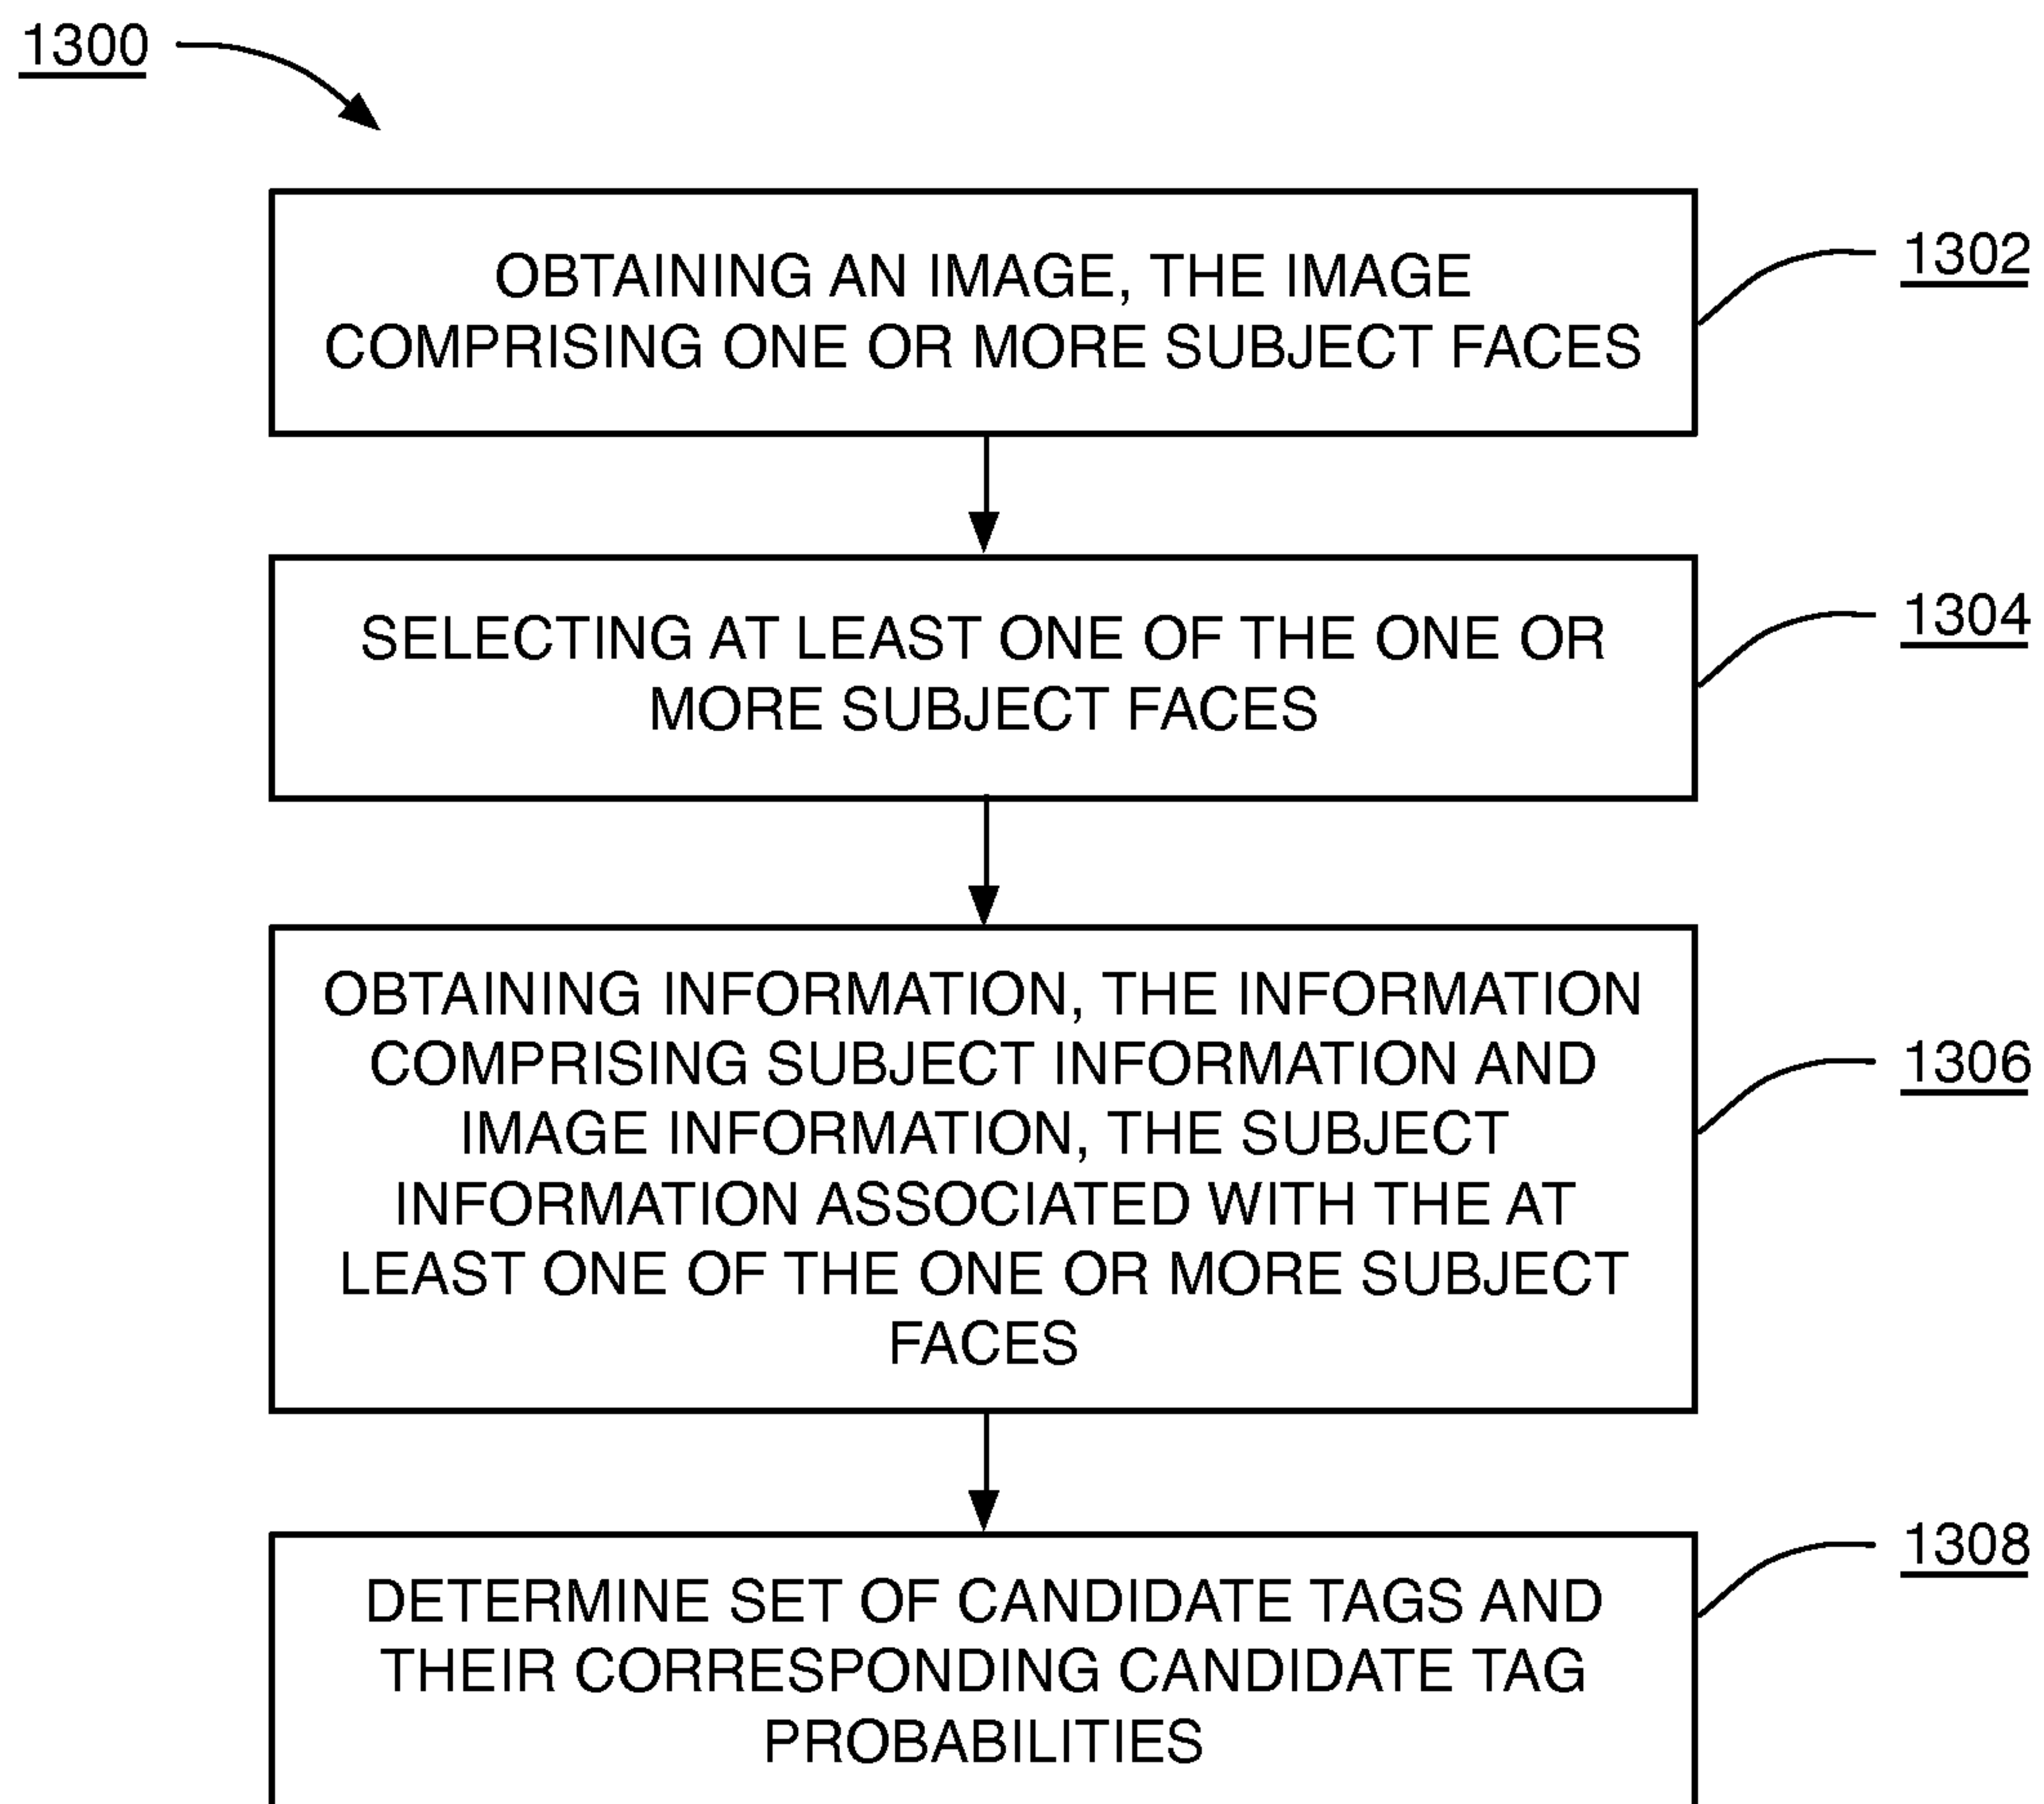 1300
OBTAINING AN IMAGE, THE IMAGE
COMPRISING ONE OR MORE SUBJECT FACES
1302
SELECTING AT LEAST ONE OF THE ONE OR
MORE SUBJECT FACES
1304
OBTAINING INFORMATION, THE INFORMATION
COMPRISING SUBJECT INFORMATION AND
IMAGE INFORMATION, THE SUBJECT
INFORMATION ASSOCIATED WITH THE AT
LEAST ONE OF THE ONE OR MORE SUBJECT
FACES
1306
DETERMINE SET OF CANDIDATE TAGS AND
THEIR CORRESPONDING CANDIDATE TAG
PROBABILITIES
1308